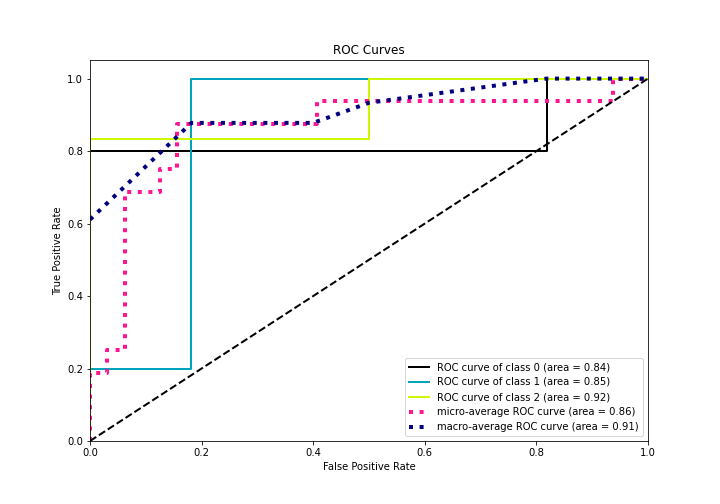 ROC Curves
1.0
0.8
0.6
0.4
0.2
0.0
True Positive Rate
ROC curve of class 0 (area = 0.84)
ROC curve of class 1 (area = 0.85)
ROC curve of class 2 (area = 0.92)
micro-average ROC curve (area = 0.86)
macro-average ROC curve (area = 0.91)
0.0 0.2 0.4 0.6 0.8 1.0
False Positive Rate